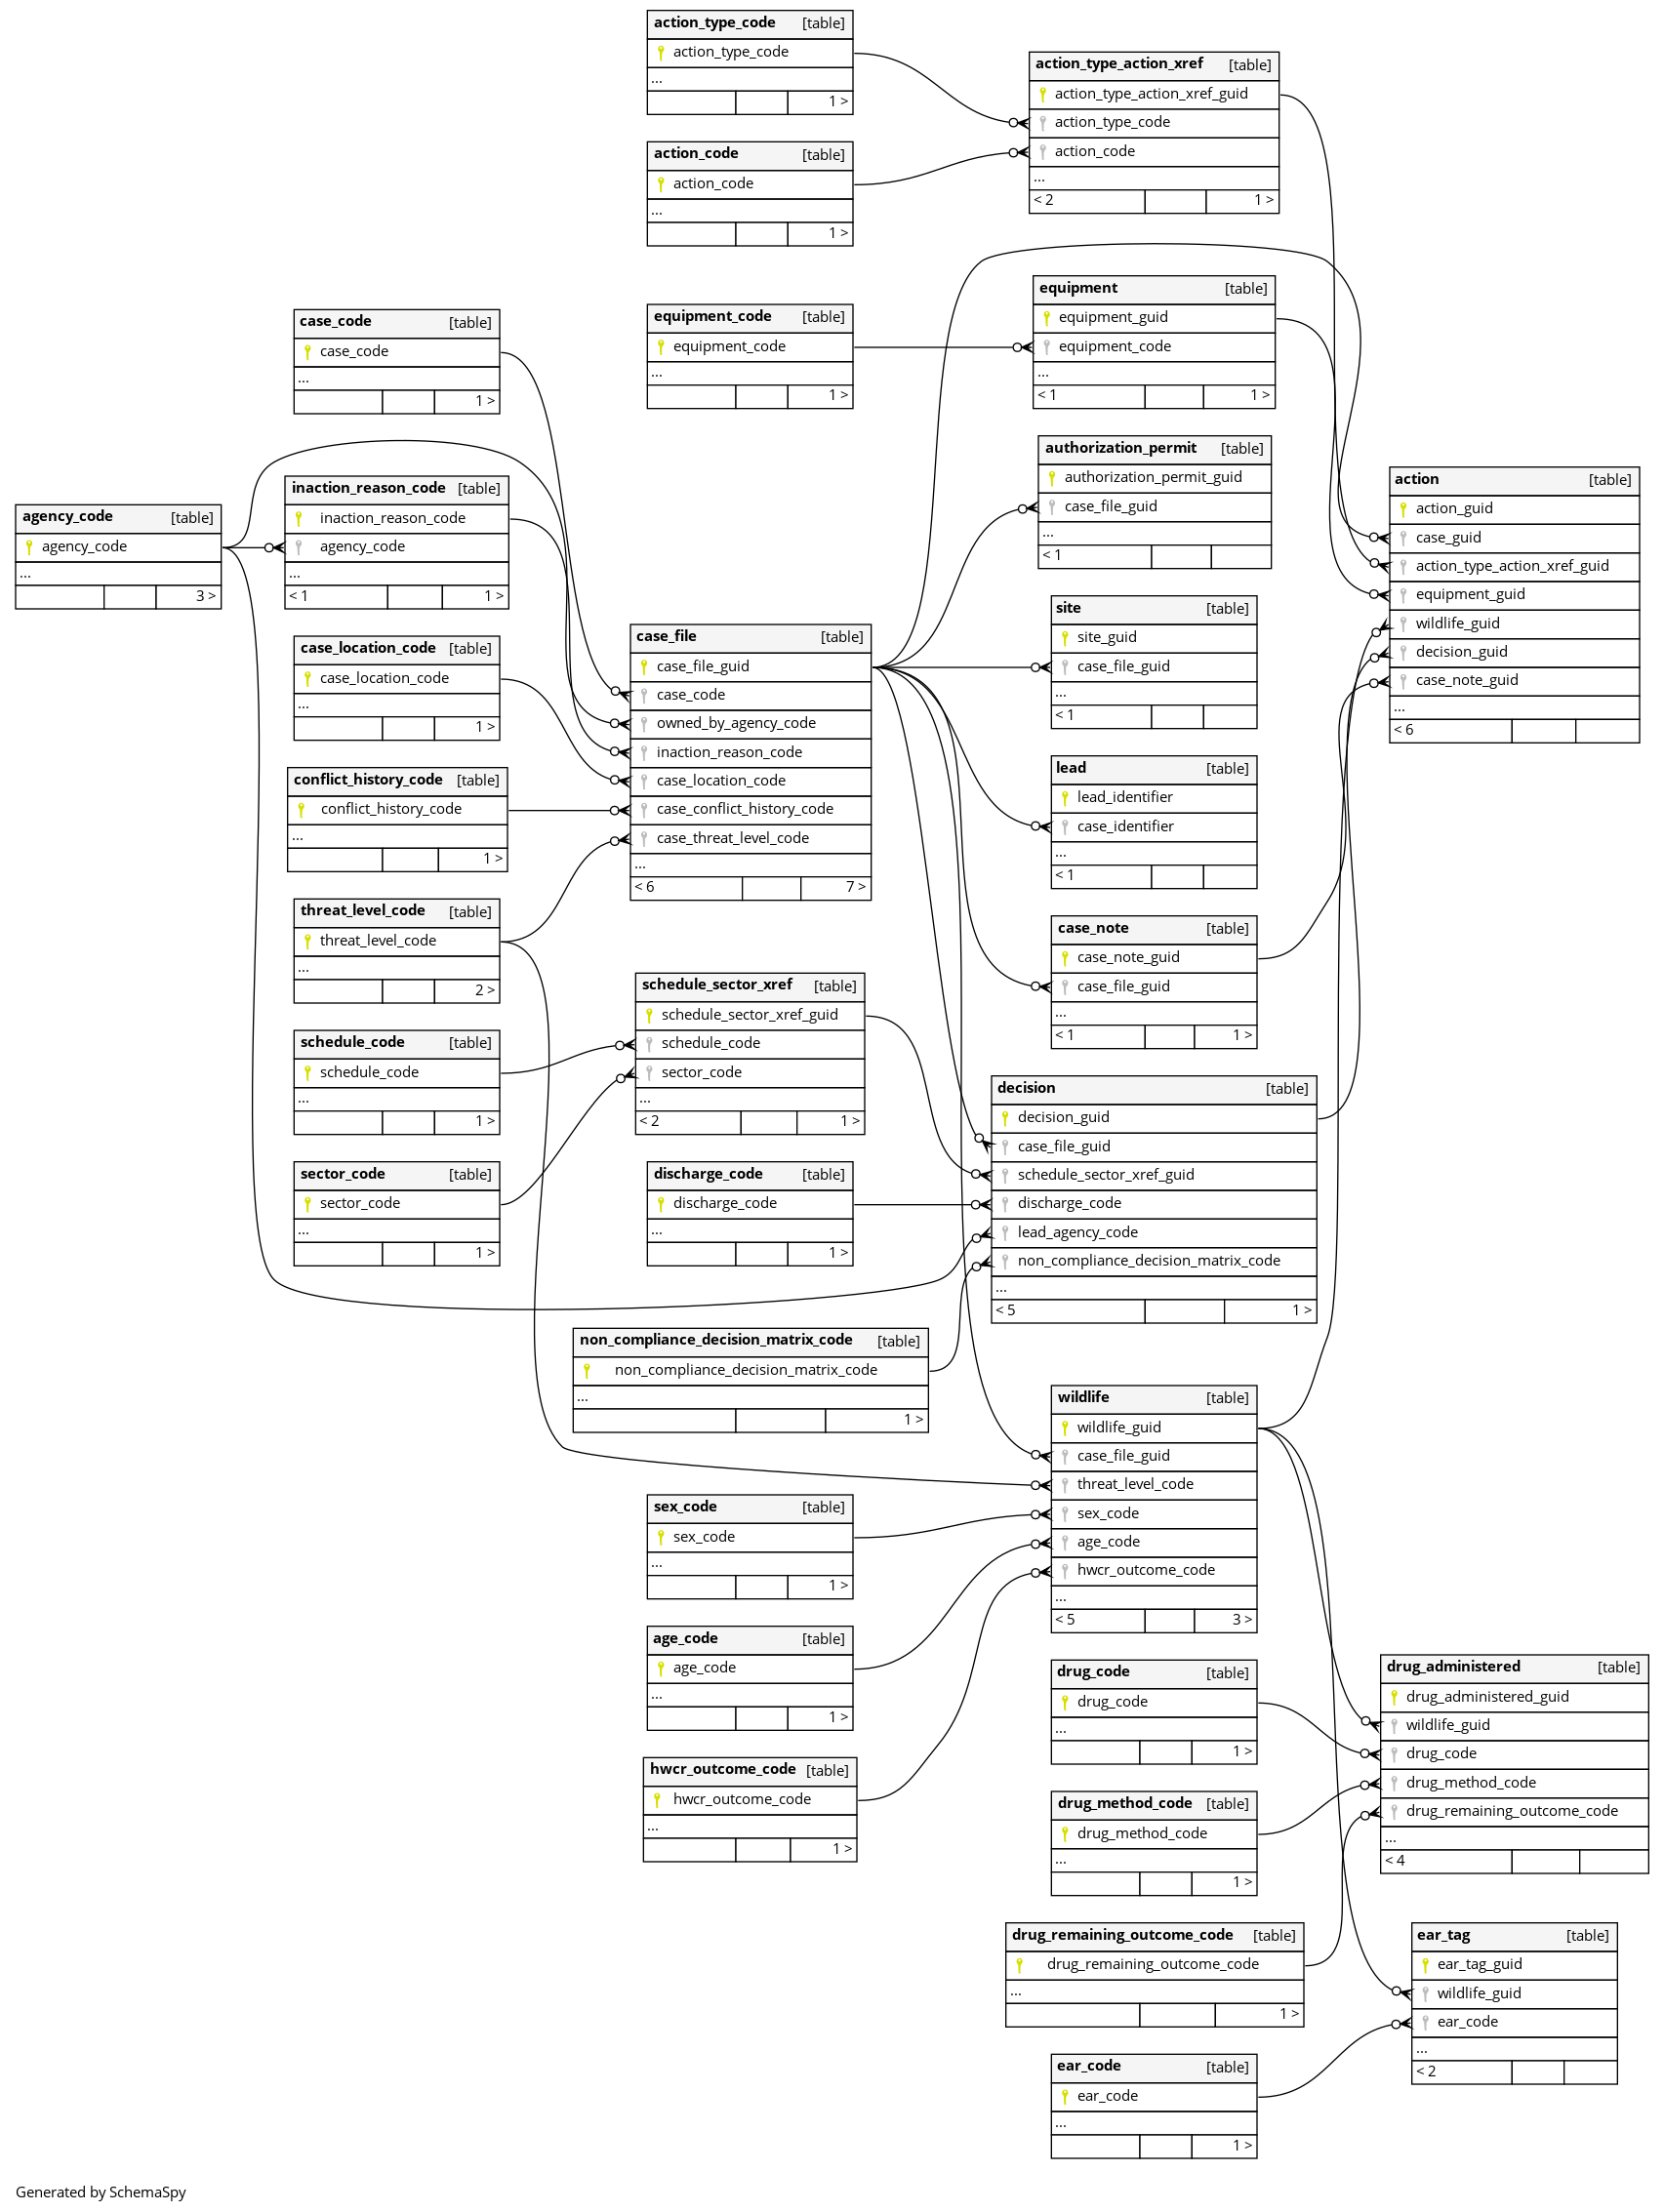 action_type_code [table]
action_type_code
...
1 >
action_code [table]
action_code
...
1 >
action_type_action_xref [table]
action_type_action_xref_guid
action_type_code
action_code
...
< 2 1 >
case_code [table]
case_code
...
1 >
equipment_code [table]
equipment_code
...
1 >
equipment [table]
equipment_guid
equipment_code
...
< 1 1 >
agency_code [table]
agency_code
...
3 >
inaction_reason_code [table]
inaction_reason_code
agency_code
...
< 1 1 >
authorization_permit [table]
authorization_permit_guid
case_file_guid
...
< 1
action [table]
action_guid
case_guid
action_type_action_xref_guid
equipment_guid
wildlife_guid
decision_guid
case_note_guid
...
< 6
case_location_code [table]
case_location_code
...
1 >
case_file [table]
case_file_guid
case_code
owned_by_agency_code
inaction_reason_code
case_location_code
case_conflict_history_code
case_threat_level_code
...
< 6 7 >
site [table]
site_guid
case_file_guid
...
< 1
conflict_history_code [table]
conflict_history_code
...
1 >
lead [table]
lead_identifier
case_identifier
...
< 1
threat_level_code [table]
threat_level_code
...
2 >
case_note [table]
case_note_guid
case_file_guid
...
< 1 1 >
schedule_code [table]
schedule_code
...
1 >
schedule_sector_xref [table]
schedule_sector_xref_guid
schedule_code
sector_code
...
< 2 1 >
decision [table]
decision_guid
case_file_guid
schedule_sector_xref_guid
discharge_code
lead_agency_code
non_compliance_decision_matrix_code
...
< 5 1 >
sector_code [table]
sector_code
...
1 >
discharge_code [table]
discharge_code
...
1 >
non_compliance_decision_matrix_code [table]
non_compliance_decision_matrix_code
...
1 >
wildlife [table]
wildlife_guid
case_file_guid
threat_level_code
sex_code
age_code
hwcr_outcome_code
...
< 5 3 >
sex_code [table]
sex_code
...
1 >
age_code [table]
age_code
...
1 >
hwcr_outcome_code [table]
hwcr_outcome_code
...
1 >
drug_code [table]
drug_code
...
1 >
drug_administered [table]
drug_administered_guid
wildlife_guid
drug_code
drug_method_code
drug_remaining_outcome_code
...
< 4
drug_method_code [table]
drug_method_code
...
1 >
drug_remaining_outcome_code [table]
drug_remaining_outcome_code
...
1 >
ear_tag [table]
ear_tag_guid
wildlife_guid
ear_code
...
< 2
ear_code [table]
ear_code
...
1 >
Generated by SchemaSpy